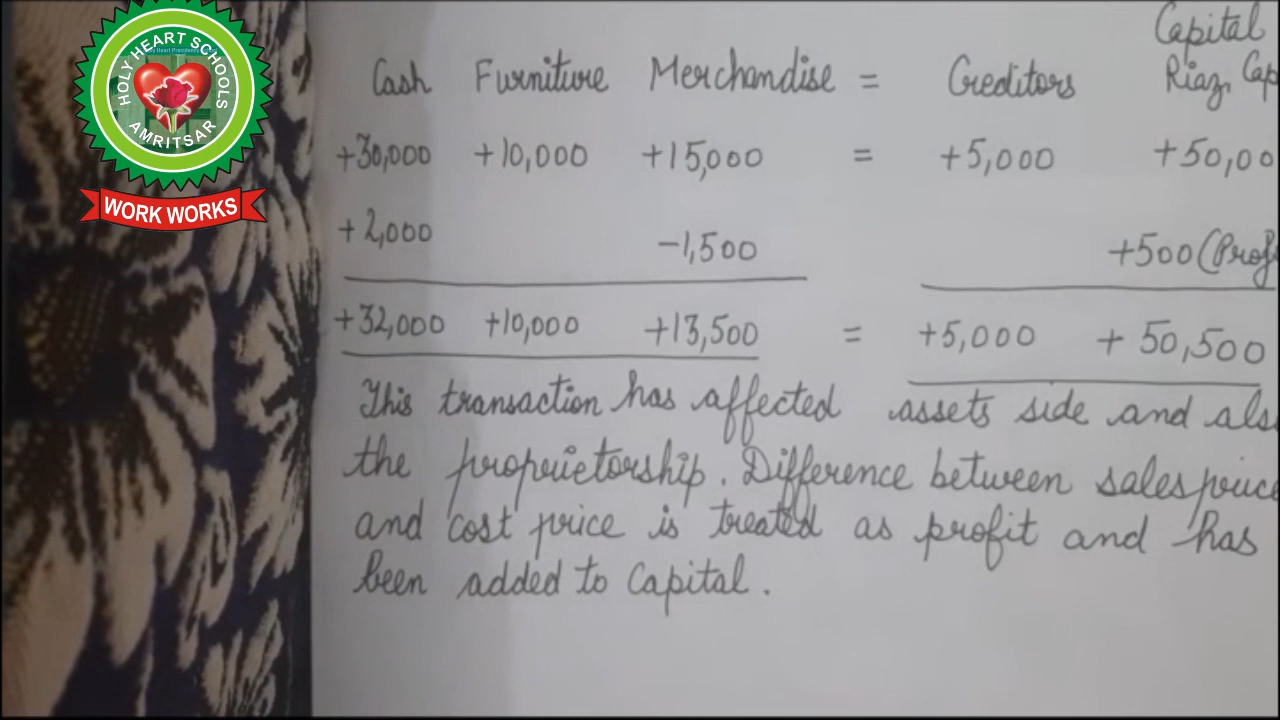 HOLY HEART SCHOOLS
AMRITSAR
WORK WORKS
Capital
Cash Furniture Merchandise = Creditors Riaz, Cap
+30,000 +10,000 +15,000 = +5,000 +50,00
+2,000 -1,500 +500 (Prof
+32,000 +10,000 +13,500 = +5,000 + 50,500
This transaction has affected assets side and als
the proprietorship. Difference between sales price
and cost price is treated as profit and has
been added to Capital.